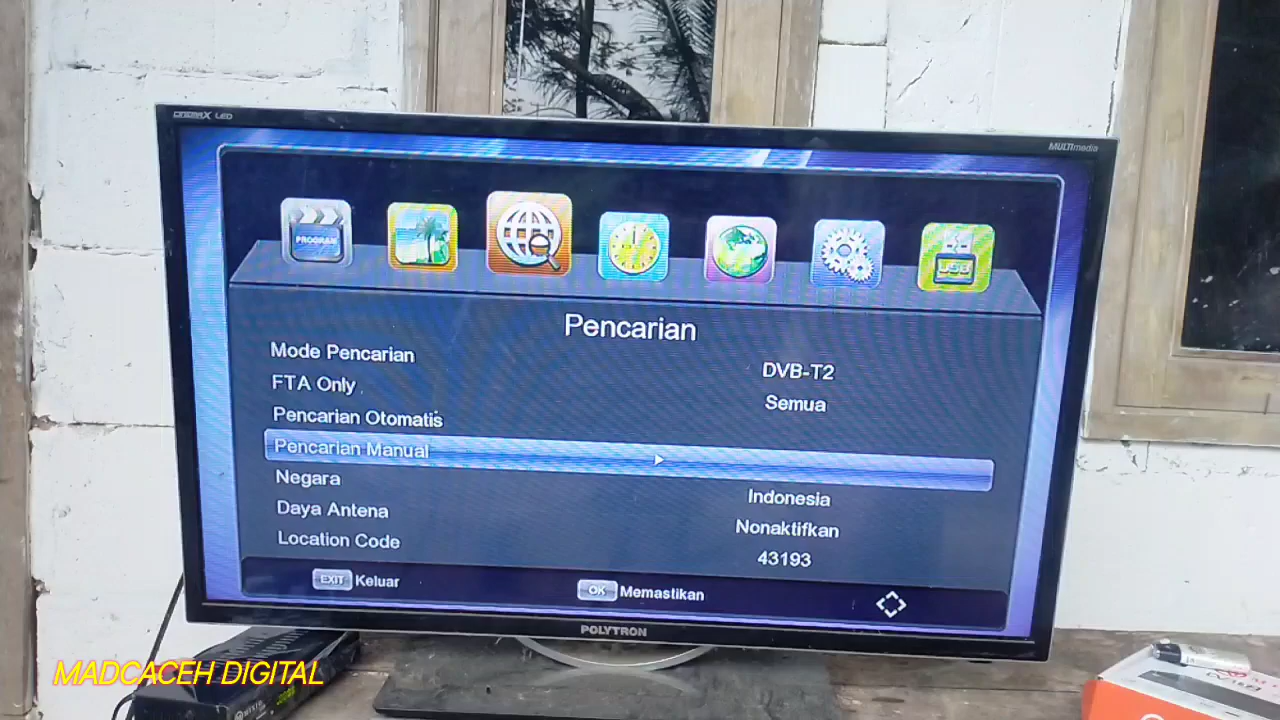 CINEMAX LED
MULTImedia
PROGRAM
USB
Pencarian
Mode Pencarian DVB-T2
FTA Only Semua
Pencarian Otomatis
Pencarian Manual
Negara Indonesia
Daya Antena Nonaktifkan
Location Code 43193
EXIT Keluar OK Memastikan
POLYTRON
MADCACEH DIGITAL